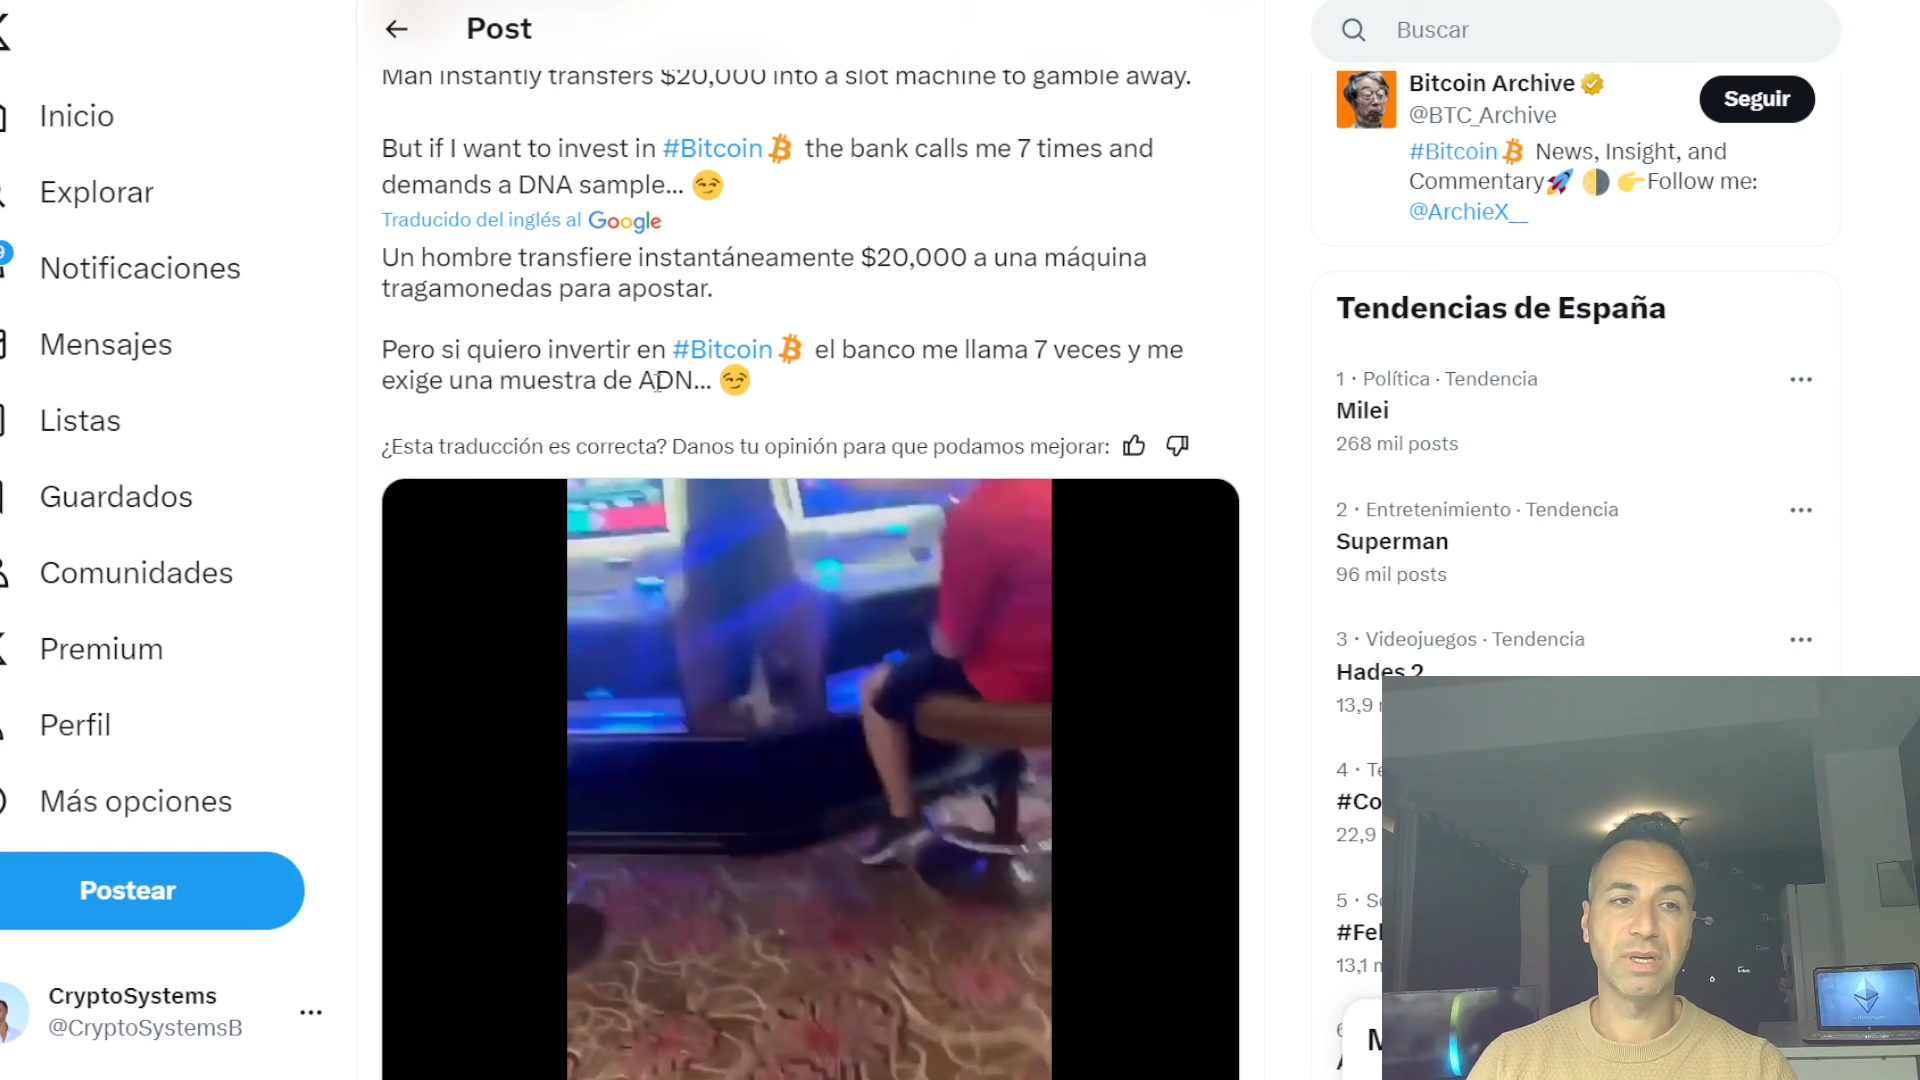 Post
Man instantly transfers $20,000 into a slot machine to gamble away.
But if I want to invest in #Bitcoin the bank calls me 7 times and
demands a DNA sample... 😏
Traducido del inglés al Google
Un hombre transfiere instantáneamente $20,000 a una máquina
tragamonedas para apostar.
Pero si quiero invertir en #Bitcoin el banco me llama 7 veces y me
exige una muestra de ADN... 😏
¿Esta traducción es correcta? Danos tu opinión para que podamos mejorar:
Inicio
Explorar
9
Notificaciones
Mensajes
Listas
Guardados
Comunidades
Premium
Perfil
Más opciones
Postear
CryptoSystems
@CryptoSystemsB
Buscar
Bitcoin Archive
@BTC_Archive
Seguir
#Bitcoin News, Insight, and
Commentary🚀 🌗 👉Follow me:
@ArchieX__
Tendencias de España
1 · Política · Tendencia
Milei
268 mil posts
2 · Entretenimiento · Tendencia
Superman
96 mil posts
3 · Videojuegos · Tendencia
Hades 2
13,9
4 · Te
#Co
22,9
5 · So
#Fel
13,1 m
M